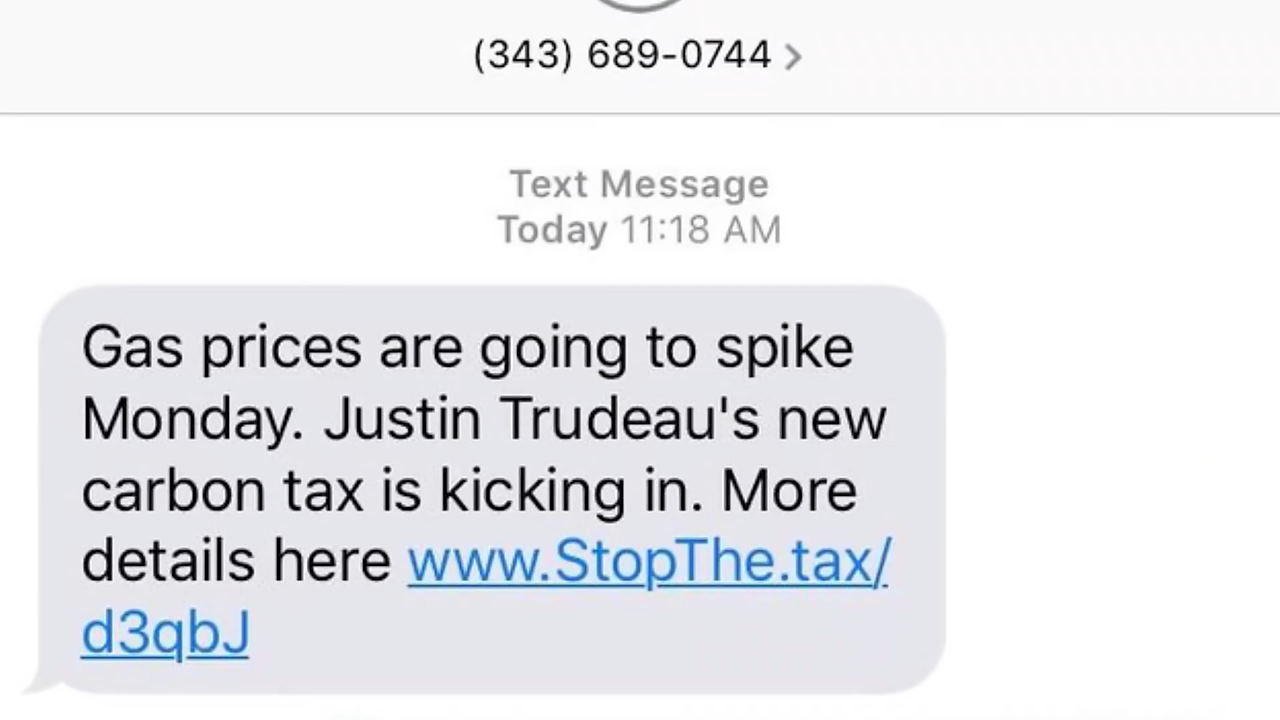 (343) 689-0744 >
Text Message
Today 11:18 AM
Gas prices are going to spike
Monday. Justin Trudeau's new
carbon tax is kicking in. More
details here www.StopThe.tax/
d3qbJ